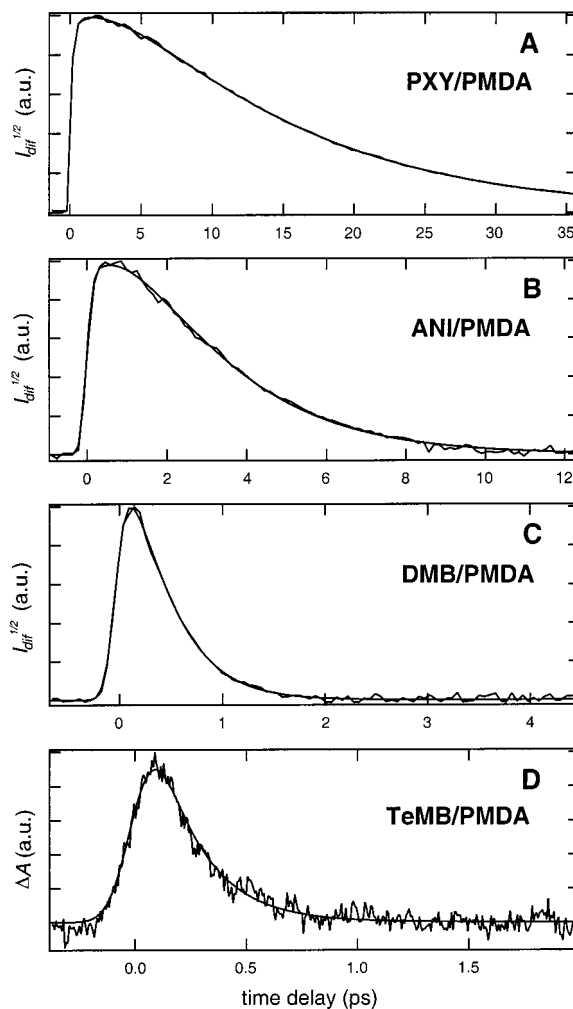 A
PXY/PMDA
I_dif^1/2 (a.u.)
0 5 10 15 20 25 30 35
B
ANI/PMDA
I_dif^1/2 (a.u.)
0 2 4 6 8 10 12
C
DMB/PMDA
I_dif^1/2 (a.u.)
0 1 2 3 4
D
TeMB/PMDA
ΔA (a.u.)
0.0 0.5 1.0 1.5
time delay (ps)